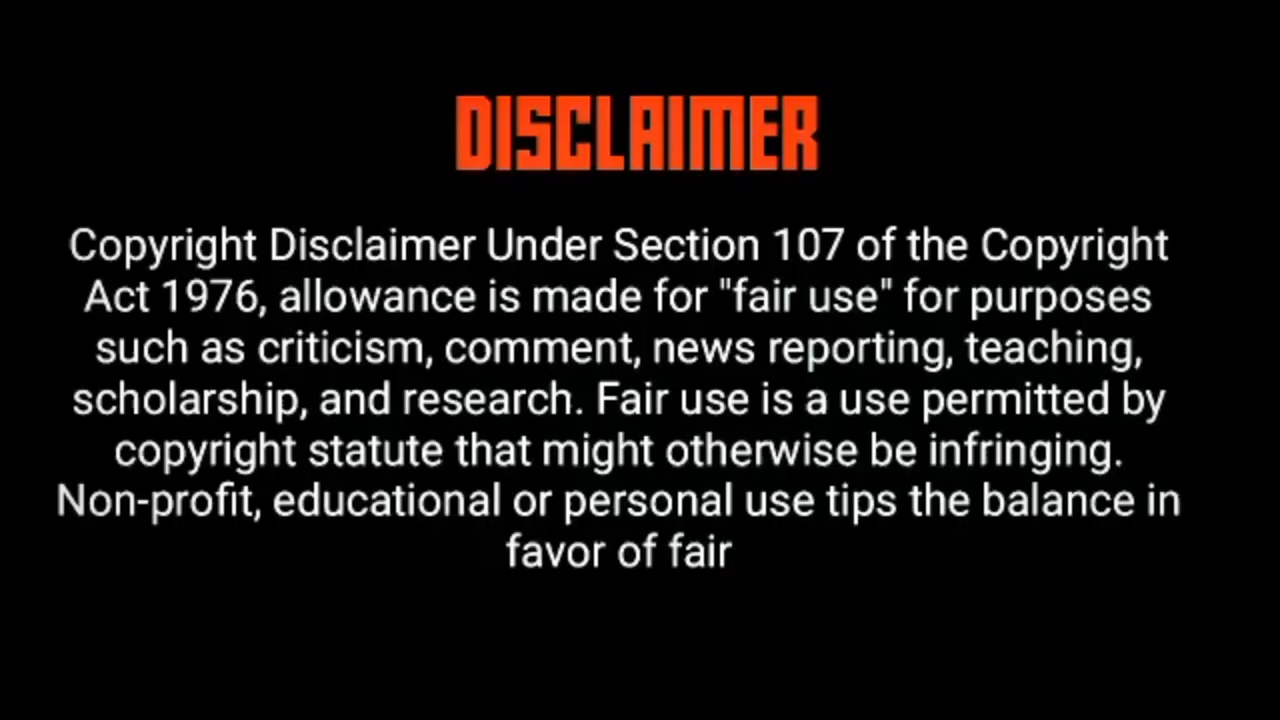 DISCLAIMER
Copyright Disclaimer Under Section 107 of the Copyright
Act 1976, allowance is made for "fair use" for purposes
such as criticism, comment, news reporting, teaching,
scholarship, and research. Fair use is a use permitted by
copyright statute that might otherwise be infringing.
Non-profit, educational or personal use tips the balance in
favor of fair